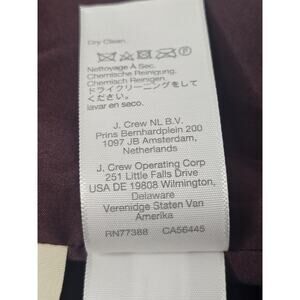 Dry Clean.
Nettoyage À Sec.
Chemische Reinigung.
Chemisch Reinigen.
ドライクリーニングをして
ください。
lavar en seco.
J. Crew NL B.V.
Prins Bernhardplein 200
1097 JB Amsterdam,
Netherlands
J. Crew Operating Corp
251 Little Falls Drive
USA DE 19808 Wilmington,
Delaware
Verenidge Staten Van
Amerika
RN77388 CA56445